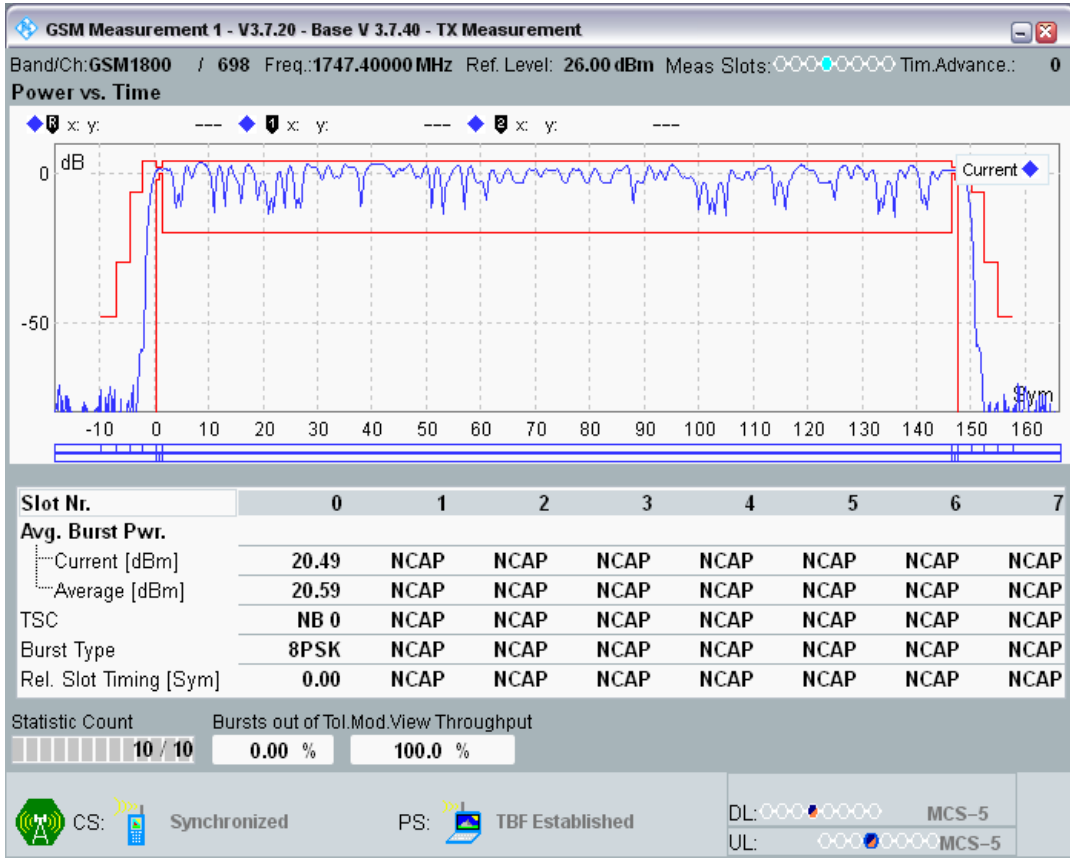 GSM Measurement 1 - V3.7.20 - Base V 3.7.40 - TX Measurement
Band/Ch:GSM1800 / 698 Freq.:1747.40000 MHz Ref. Level: 26.00 dBm Meas Slots: Tim.Advance.: 0
Power vs. Time
R x: y: --- 1 x: y: --- 2 x: y: ---
dB
Current
0
-50
Sym
-10 0 10 20 30 40 50 60 70 80 90 100 110 120 130 140 150 160
Slot Nr. 0 1 2 3 4 5 6 7
Avg. Burst Pwr.
Current [dBm] 20.49 NCAP NCAP NCAP NCAP NCAP NCAP NCAP
Average [dBm] 20.59 NCAP NCAP NCAP NCAP NCAP NCAP NCAP
TSC NB 0 NCAP NCAP NCAP NCAP NCAP NCAP NCAP
Burst Type 8PSK NCAP NCAP NCAP NCAP NCAP NCAP NCAP
Rel. Slot Timing [Sym] 0.00 NCAP NCAP NCAP NCAP NCAP NCAP NCAP
Statistic Count Bursts out of Tol.Mod.View Throughput
10 / 10 0.00 % 100.0 %
CS: Synchronized PS: TBF Established
DL: MCS-5
UL: MCS-5